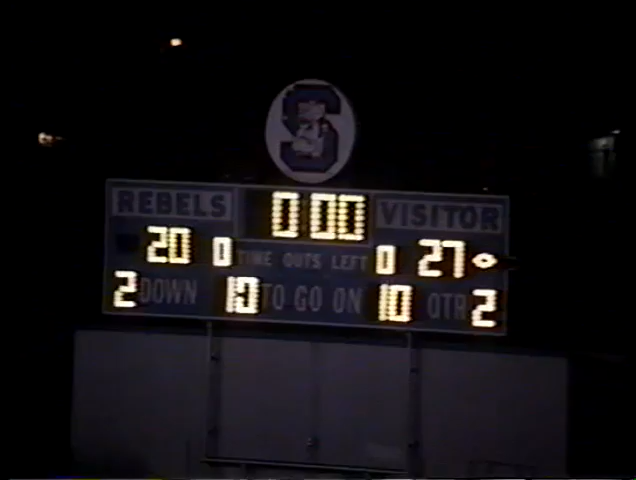 S
REBELS 0:00 VISITOR
20 0 TIME OUTS LEFT 0 27
2 DOWN 10 TO GO ON 10 QTR 2